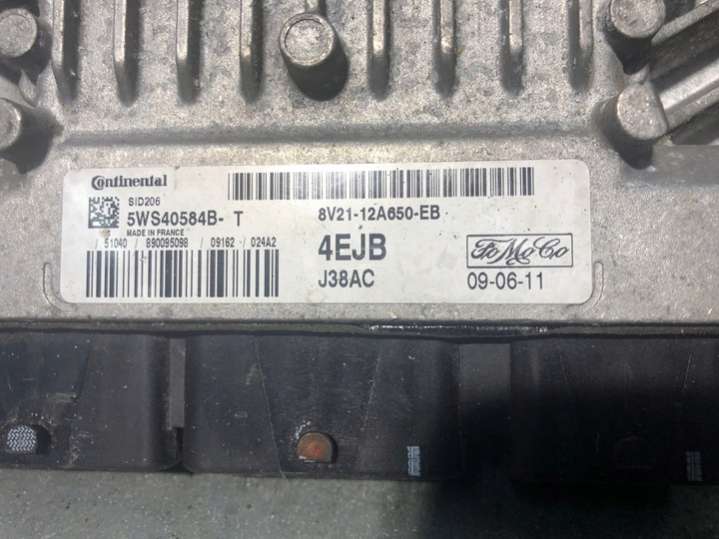 Continental
SID206
5WS40584B- T
MADE IN FRANCE
/ 51040 / 890095098 / 09162 / 024A2
8V21-12A650-EB
4EJB
J38AC
FoMoCo
09-06-11